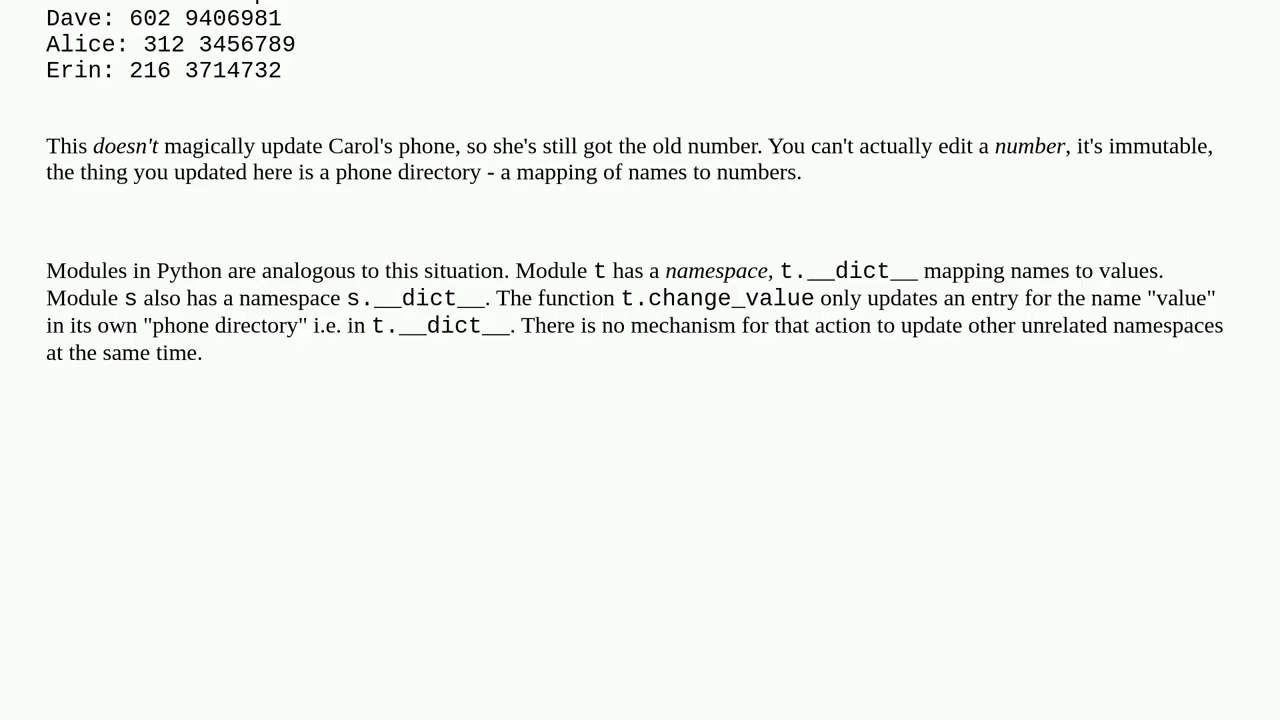 Dave: 602 9406981
Alice: 312 3456789
Erin: 216 3714732
This doesn't magically update Carol's phone, so she's still got the old number. You can't actually edit a number, it's immutable,
the thing you updated here is a phone directory - a mapping of names to numbers.
Modules in Python are analogous to this situation. Module t has a namespace, t.__dict__ mapping names to values.
Module s also has a namespace s.__dict__. The function t.change_value only updates an entry for the name "value"
in its own "phone directory" i.e. in t.__dict__. There is no mechanism for that action to update other unrelated namespaces
at the same time.